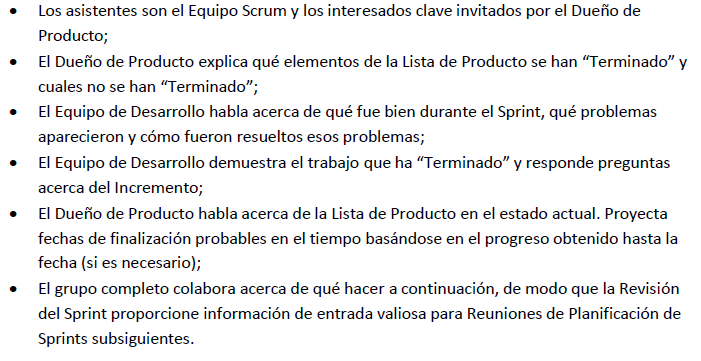 • Los asistentes son el Equipo Scrum y los interesados clave invitados por el Dueño de
Producto;
• El Dueño de Producto explica qué elementos de la Lista de Producto se han “Terminado” y
cuales no se han “Terminado”;
• El Equipo de Desarrollo habla acerca de qué fue bien durante el Sprint, qué problemas
aparecieron y cómo fueron resueltos esos problemas;
• El Equipo de Desarrollo demuestra el trabajo que ha “Terminado” y responde preguntas
acerca del Incremento;
• El Dueño de Producto habla acerca de la Lista de Producto en el estado actual. Proyecta
fechas de finalización probables en el tiempo basándose en el progreso obtenido hasta la
fecha (si es necesario);
• El grupo completo colabora acerca de qué hacer a continuación, de modo que la Revisión
del Sprint proporcione información de entrada valiosa para Reuniones de Planificación de
Sprints subsiguientes.